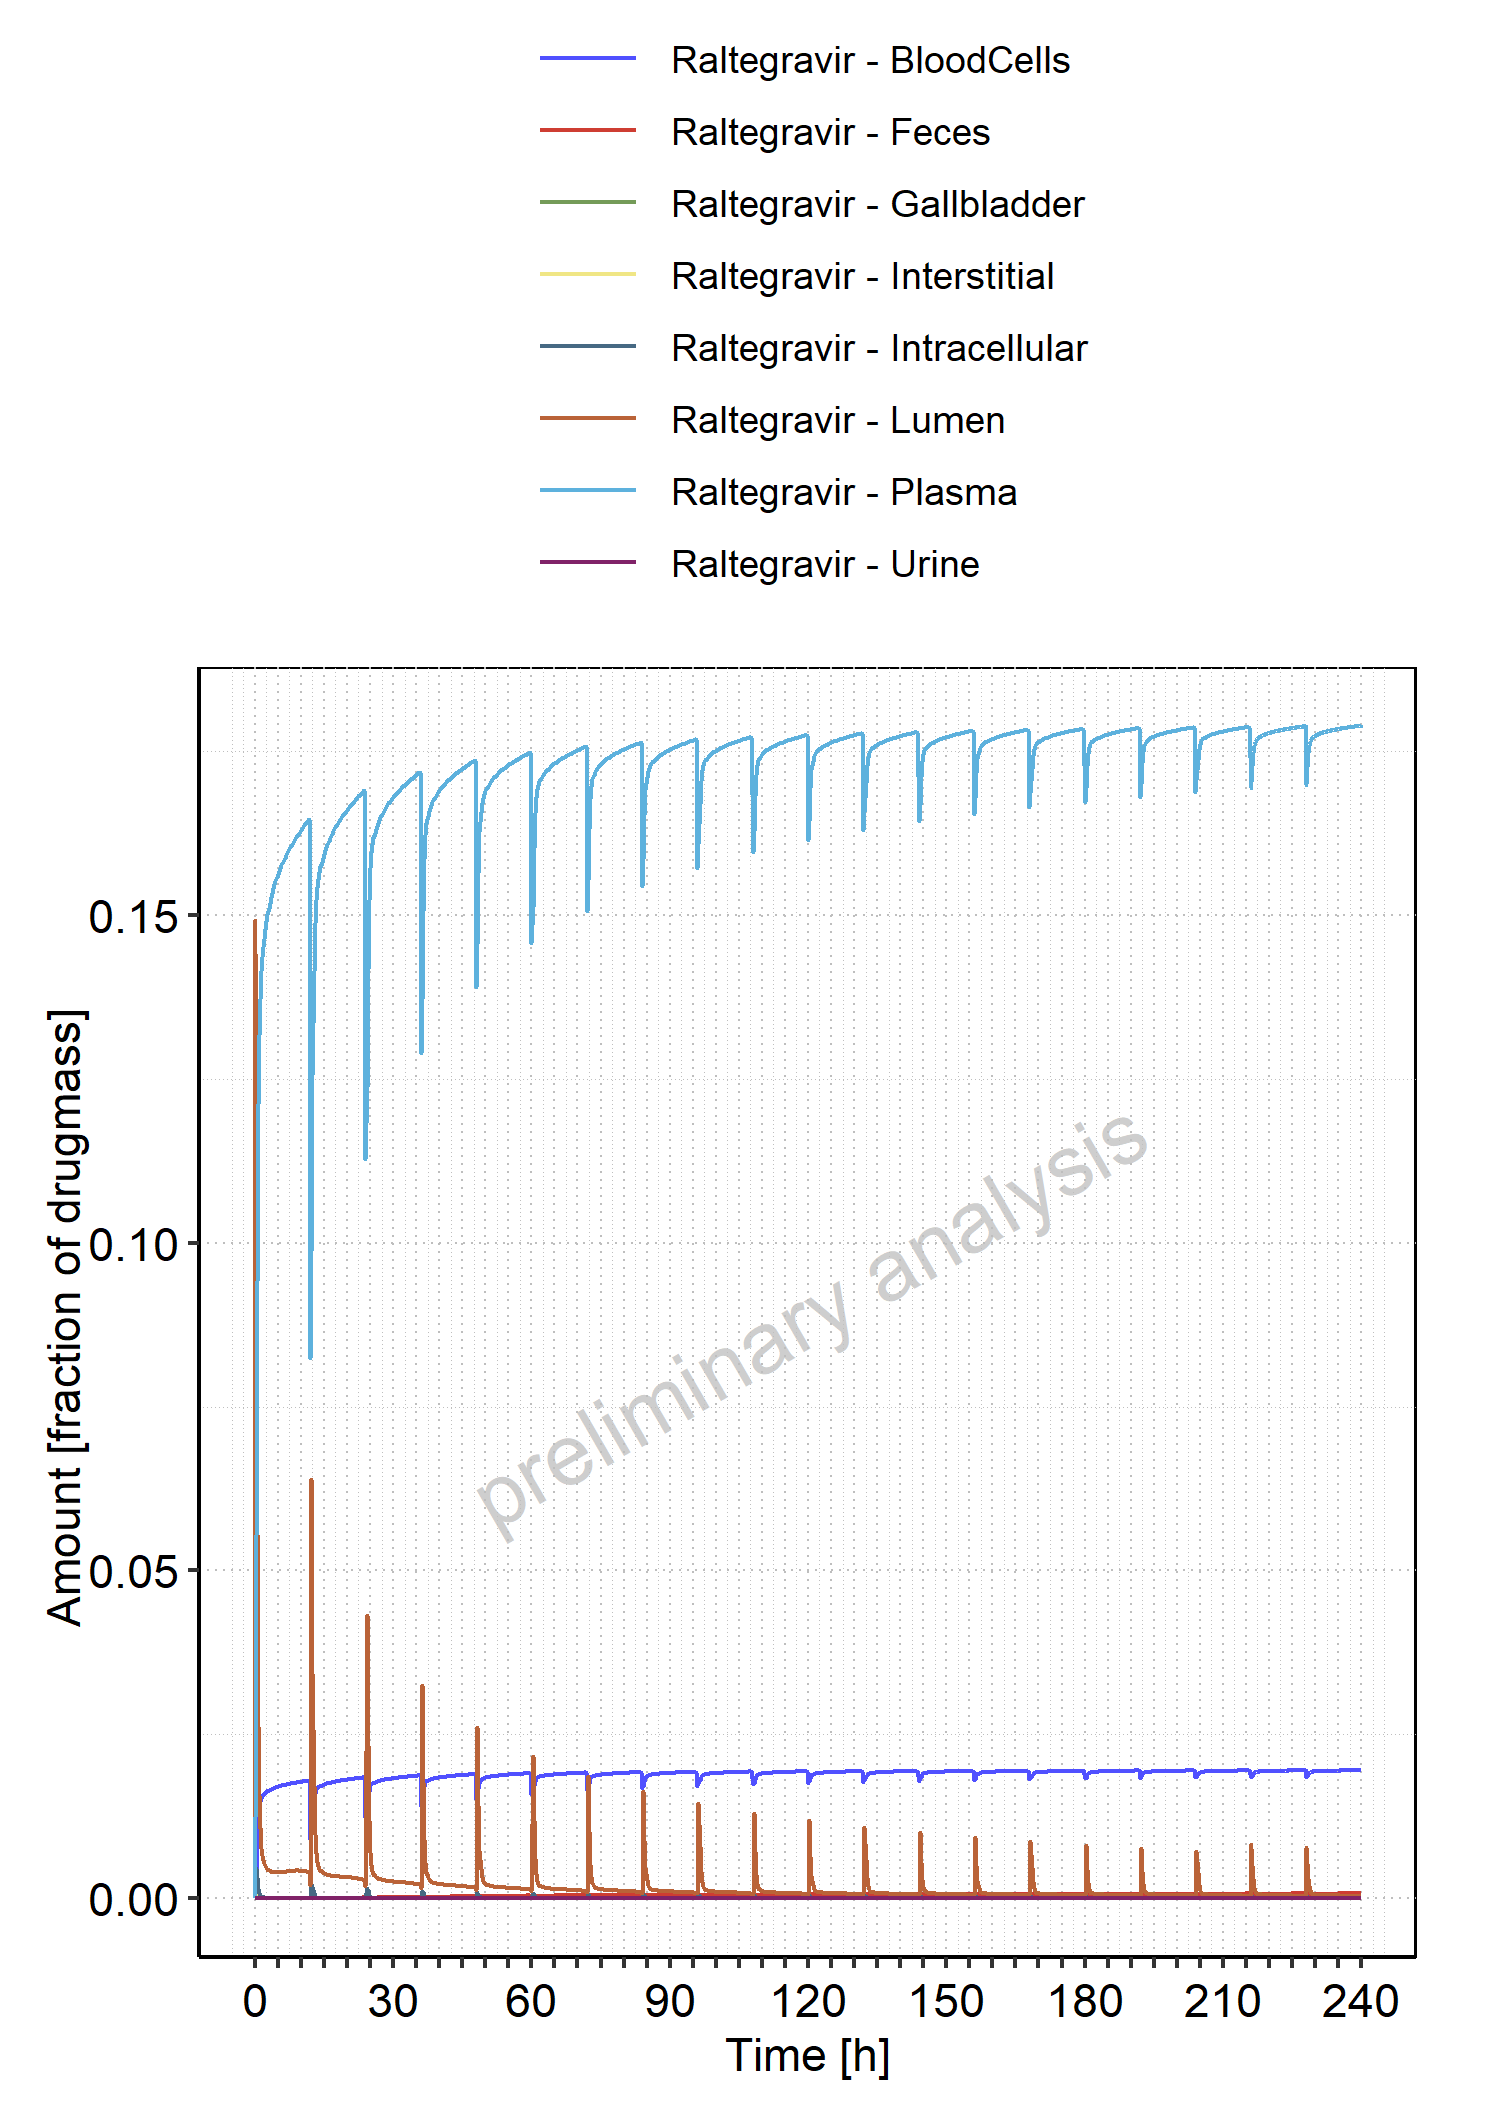 Raltegravir - BloodCells
Raltegravir - Feces
Raltegravir - Gallbladder
Raltegravir - Interstitial
Raltegravir - Intracellular
Raltegravir - Lumen
Raltegravir - Plasma
Raltegravir - Urine
Amount [fraction of drugmass]
0.15
0.10
0.05
0.00
preliminary analysis
0 30 60 90 120 150 180 210 240
Time [h]